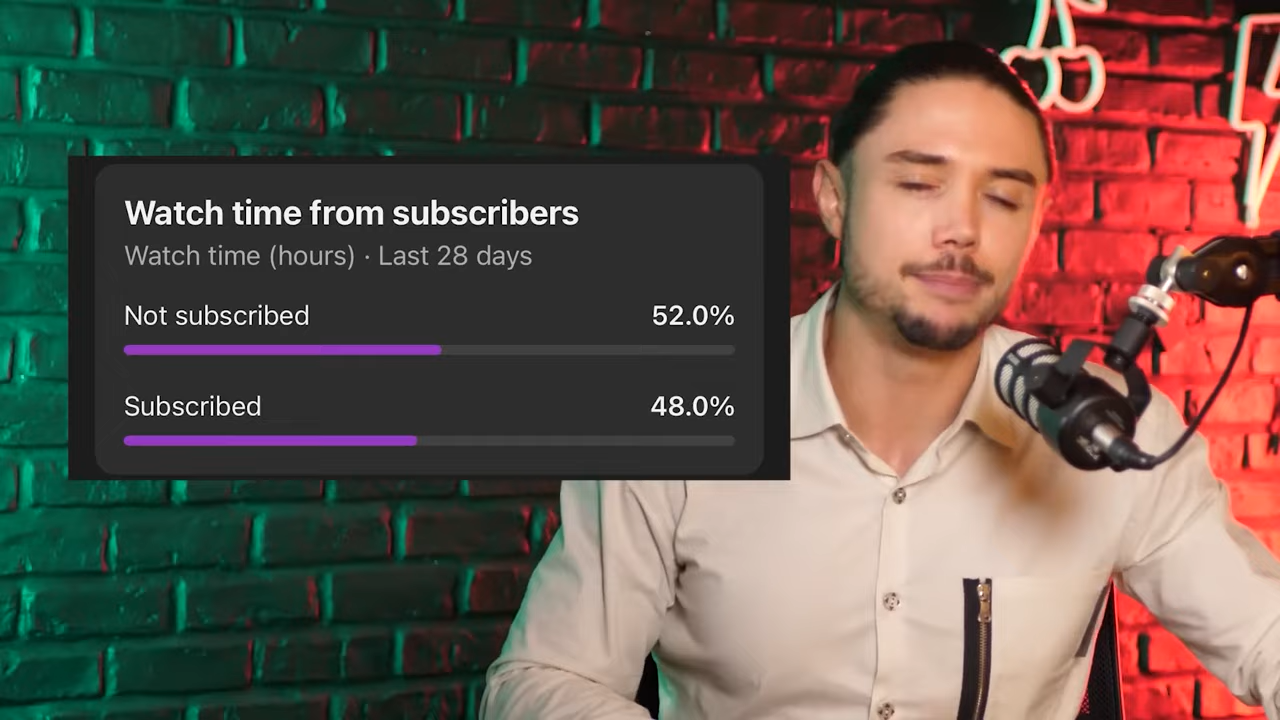 Watch time from subscribers
Watch time (hours) · Last 28 days
Not subscribed 52.0%
Subscribed 48.0%